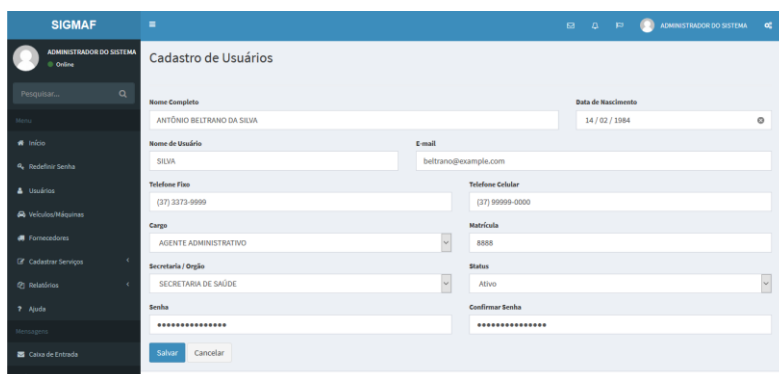 SIGMAF
ADMINISTRADOR DO SISTEMA
ADMINISTRADOR DO SISTEMA
Online
Cadastro de Usuários
Pesquisar...
Menu
Início
Redefinir Senha
Usuários
Veículos/Máquinas
Fornecedores
Cadastrar Serviços
Relatórios
Ajuda
Mensagens
Caixa de Entrada
Nome Completo
Data de Nascimento
ANTÔNIO BELTRANO DA SILVA
14 / 02 / 1984
Nome de Usuário
E-mail
SILVA
beltrano@example.com
Telefone Fixo
Telefone Celular
(37) 3373-9999
(37) 99999-0000
Cargo
Matrícula
AGENTE ADMINISTRATIVO
8888
Secretaria / Orgão
Status
SECRETARIA DE SAÚDE
Ativo
Senha
Confirmar Senha
•••••••••••••••
•••••••••••••••
Salvar
Cancelar